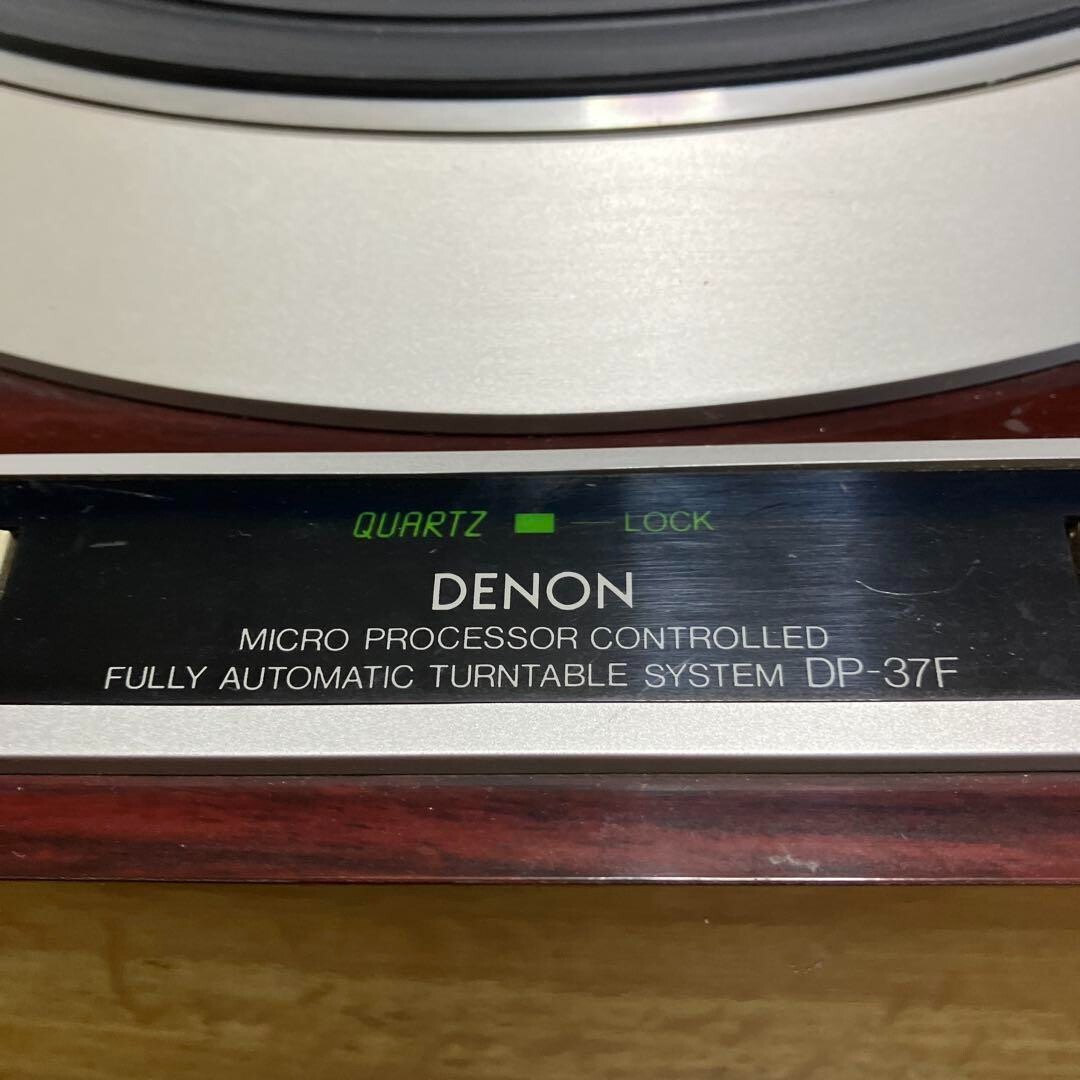 QUARTZ — LOCK
DENON
MICRO PROCESSOR CONTROLLED
FULLY AUTOMATIC TURNTABLE SYSTEM DP-37F